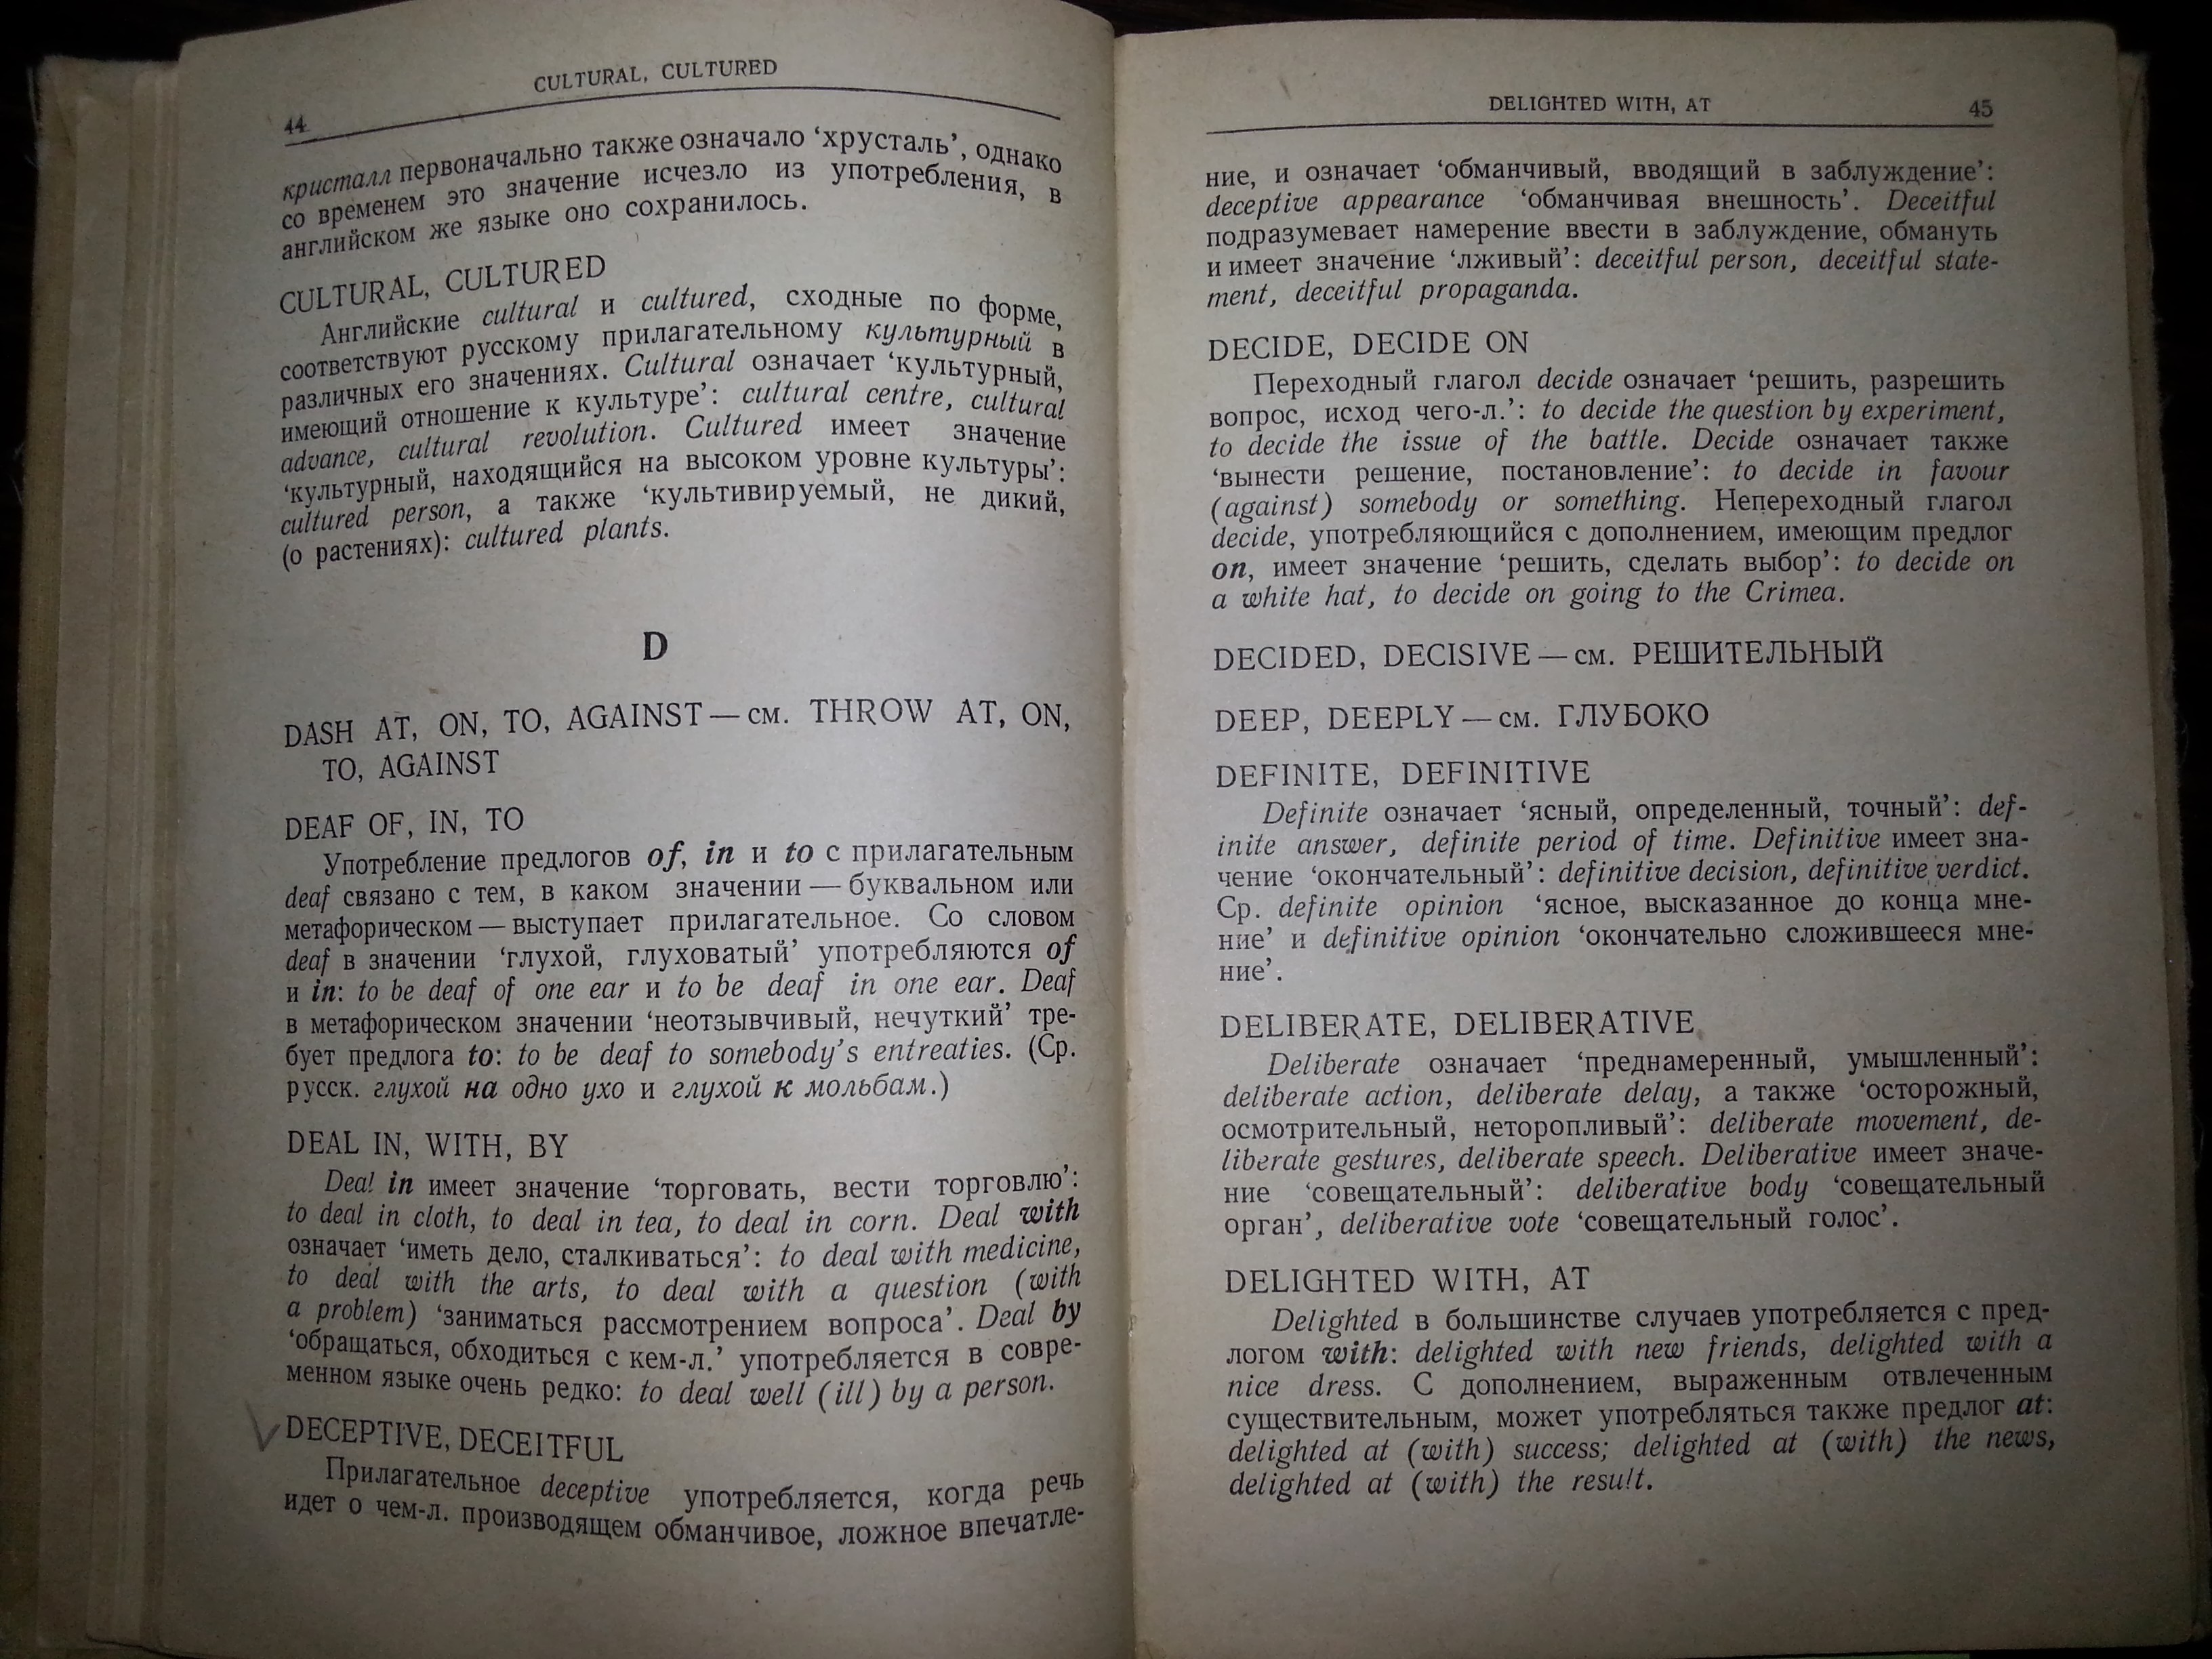 CULTURAL, CULTURED
44
кристалл первоначально также означало ‘хрусталь’, однако
со временем это значение исчезло из употребления, в
английском же языке оно сохранилось.
CULTURAL, CULTURED
Английские cultural и cultured, сходные по форме,
соответствуют русскому прилагательному культурный в
различных его значениях. Cultural означает ‘культурный,
имеющий отношение к культуре’: cultural centre, cultural
advance, cultural revolution. Cultured имеет значение
‘культурный, находящийся на высоком уровне культуры’:
cultured person, а также ‘культивируемый, не дикий,
(о растениях): cultured plants.
D
DASH AT, ON, TO, AGAINST — см. THROW AT, ON,
TO, AGAINST
DEAF OF, IN, TO
Употребление предлогов of, in и to с прилагательным
deaf связано с тем, в каком значении — буквальном или
метафорическом — выступает прилагательное. Со словом
deaf в значении ‘глухой, глуховатый’ употребляются of
и in: to be deaf of one ear и to be deaf in one ear. Deaf
в метафорическом значении ‘неотзывчивый, нечуткий’ тре-
бует предлога to: to be deaf to somebody’s entreaties. (Ср.
русск. глухой на одно ухо и глухой к мольбам.)
DEAL IN, WITH, BY
Deal in имеет значение ‘торговать, вести торговлю’:
to deal in cloth, to deal in tea, to deal in corn. Deal with
означает ‘иметь дело, сталкиваться’: to deal with medicine,
to deal with the arts, to deal with a question (with
a problem) ‘заниматься рассмотрением вопроса’. Deal by
‘обращаться, обходиться с кем-л.’ употребляется в совре-
менном языке очень редко: to deal well (ill) by a person.
DECEPTIVE, DECEITFUL
Прилагательное deceptive употребляется, когда речь
идет о чем-л. производящем обманчивое, ложное впечатле-
DELIGHTED WITH, AT
45
ние, и означает ‘обманчивый, вводящий в заблуждение’:
deceptive appearance ‘обманчивая внешность’. Deceitful
подразумевает намерение ввести в заблуждение, обмануть
и имеет значение ‘лживый’: deceitful person, deceitful state-
ment, deceitful propaganda.
DECIDE, DECIDE ON
Переходный глагол decide означает ‘решить, разрешить
вопрос, исход чего-л.’: to decide the question by experiment,
to decide the issue of the battle. Decide означает также
‘вынести решение, постановление’: to decide in favour
(against) somebody or something. Непереходный глагол
decide, употребляющийся с дополнением, имеющим предлог
on, имеет значение ‘решить, сделать выбор’: to decide on
a white hat, to decide on going to the Crimea.
DECIDED, DECISIVE — см. РЕШИТЕЛЬНЫЙ
DEEP, DEEPLY — см. ГЛУБОКО
DEFINITE, DEFINITIVE
Definite означает ‘ясный, определенный, точный’: def-
inite answer, definite period of time. Definitive имеет зна-
чение ‘окончательный’: definitive decision, definitive verdict.
Ср. definite opinion ‘ясное, высказанное до конца мне-
ние’ и definitive opinion ‘окончательно сложившееся мне-
ние’.
DELIBERATE, DELIBERATIVE
Deliberate означает ‘преднамеренный, умышленный’:
deliberate action, deliberate delay, а также ‘осторожный,
осмотрительный, неторопливый’: deliberate movement, de-
liberate gestures, deliberate speech. Deliberative имеет значе-
ние ‘совещательный’: deliberative body ‘совещательный
орган’, deliberative vote ‘совещательный голос’.
DELIGHTED WITH, AT
Delighted в большинстве случаев употребляется с пред-
логом with: delighted with new friends, delighted with a
nice dress. С дополнением, выраженным отвлеченным
существительным, может употребляться также предлог at:
delighted at (with) success; delighted at (with) the news,
delighted at (with) the result.